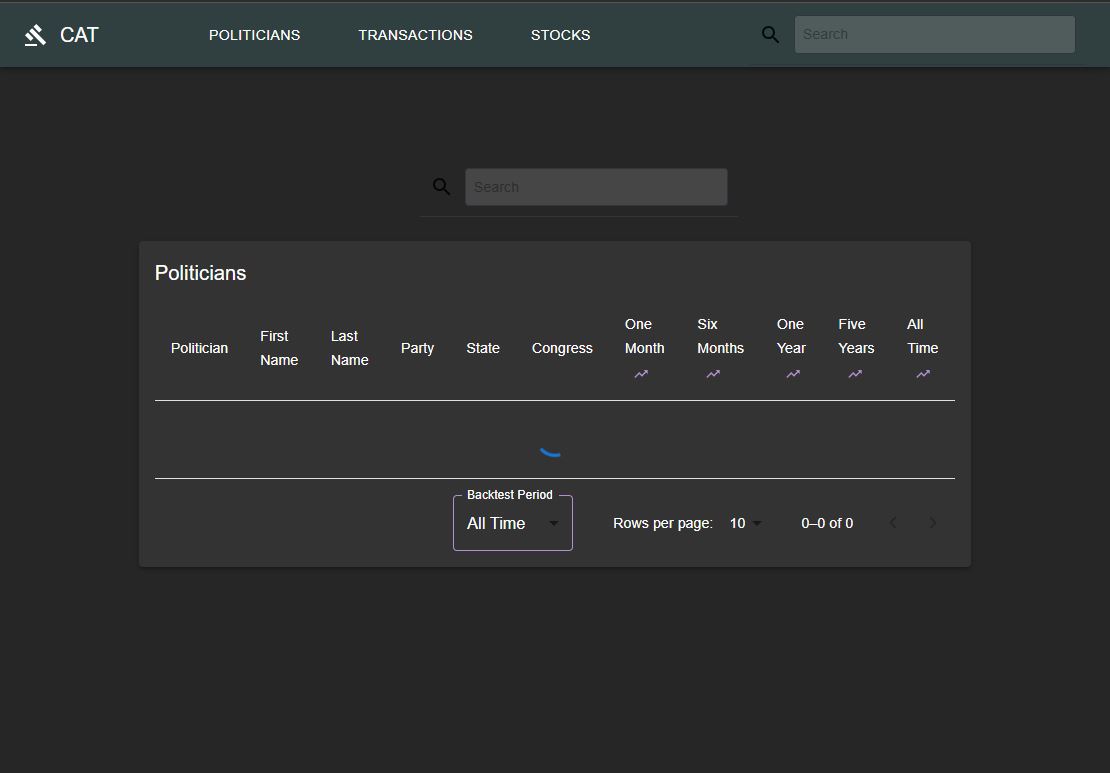 CAT
POLITICIANS
TRANSACTIONS
STOCKS
Search
Search
Politicians
Politician
First
Name
Last
Name
Party
State
Congress
One
Month
Six
Months
One
Year
Five
Years
All
Time
Backtest Period
All Time
Rows per page:
10
0–0 of 0